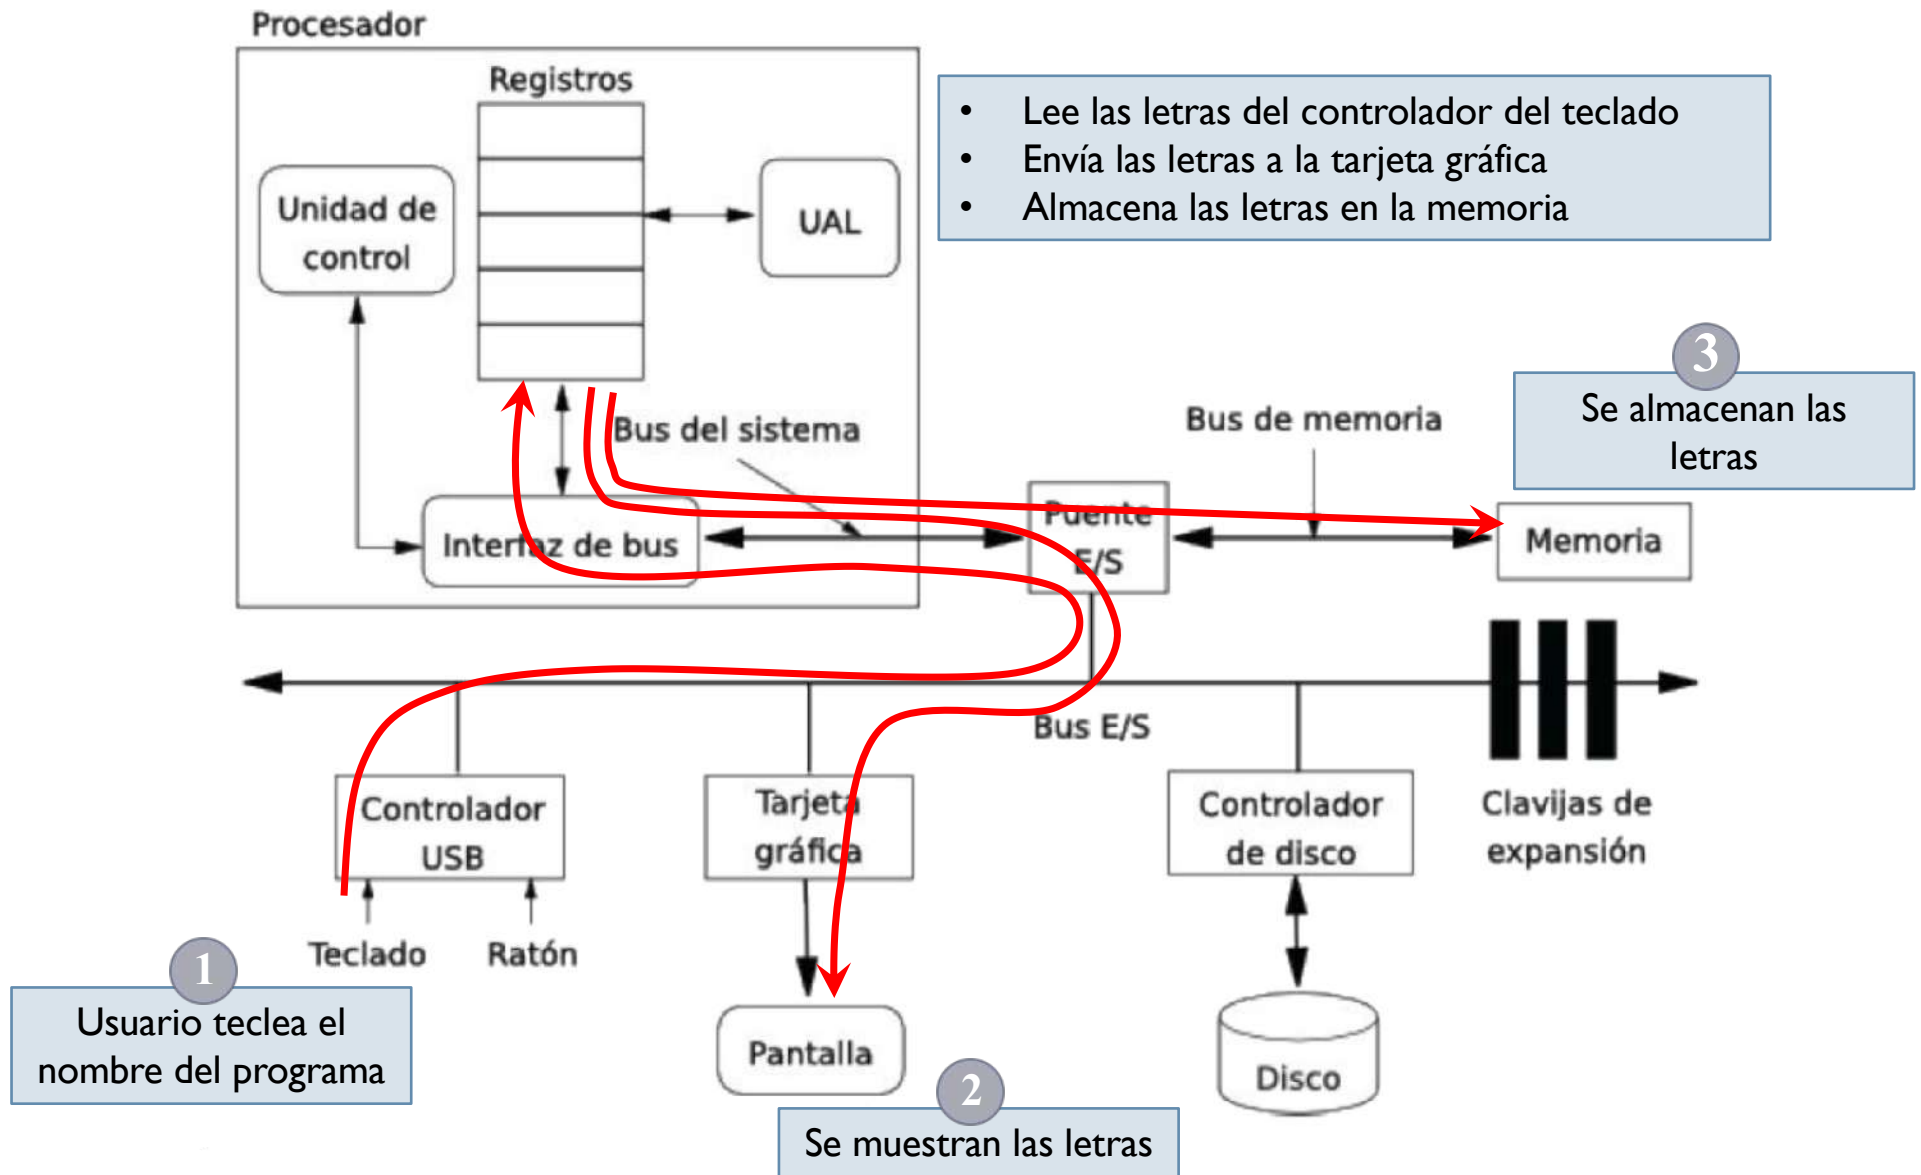 Procesador
Registros
• Lee las letras del controlador del teclado
• Envía las letras a la tarjeta gráfica
• Almacena las letras en la memoria
Unidad de
control
UAL
3
Se almacenan las
letras
Bus del sistema
Bus de memoria
Interfaz de bus
Puente
E/S
Memoria
Bus E/S
Controlador
USB
Tarjeta
gráfica
Controlador
de disco
Clavijas de
expansión
Teclado
Ratón
1
Usuario teclea el
nombre del programa
Pantalla
Disco
2
Se muestran las letras